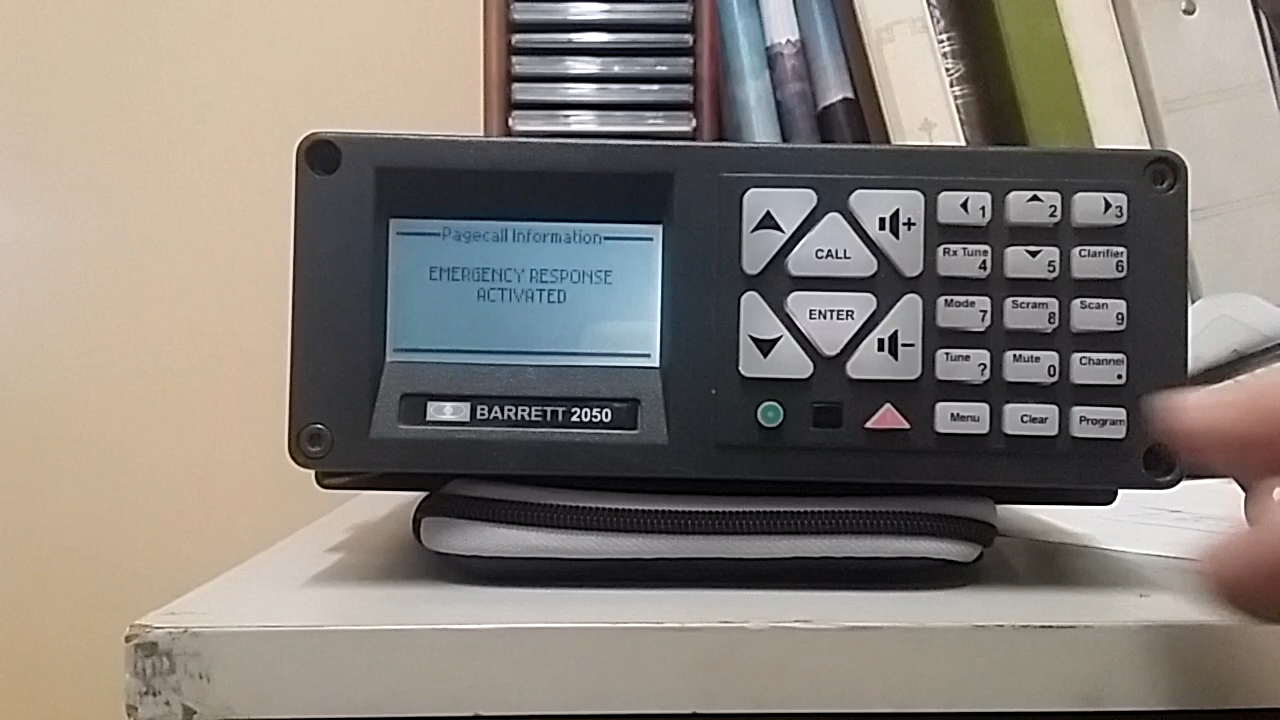 Pagecall Information
EMERGENCY RESPONSE
ACTIVATED
BARRETT 2050
CALL
ENTER
1
2
3
Rx Tune 4
5
Clarifier 6
Mode 7
Scram 8
Scan 9
Tune ?
Mute 0
Channel .
Menu
Clear
Program